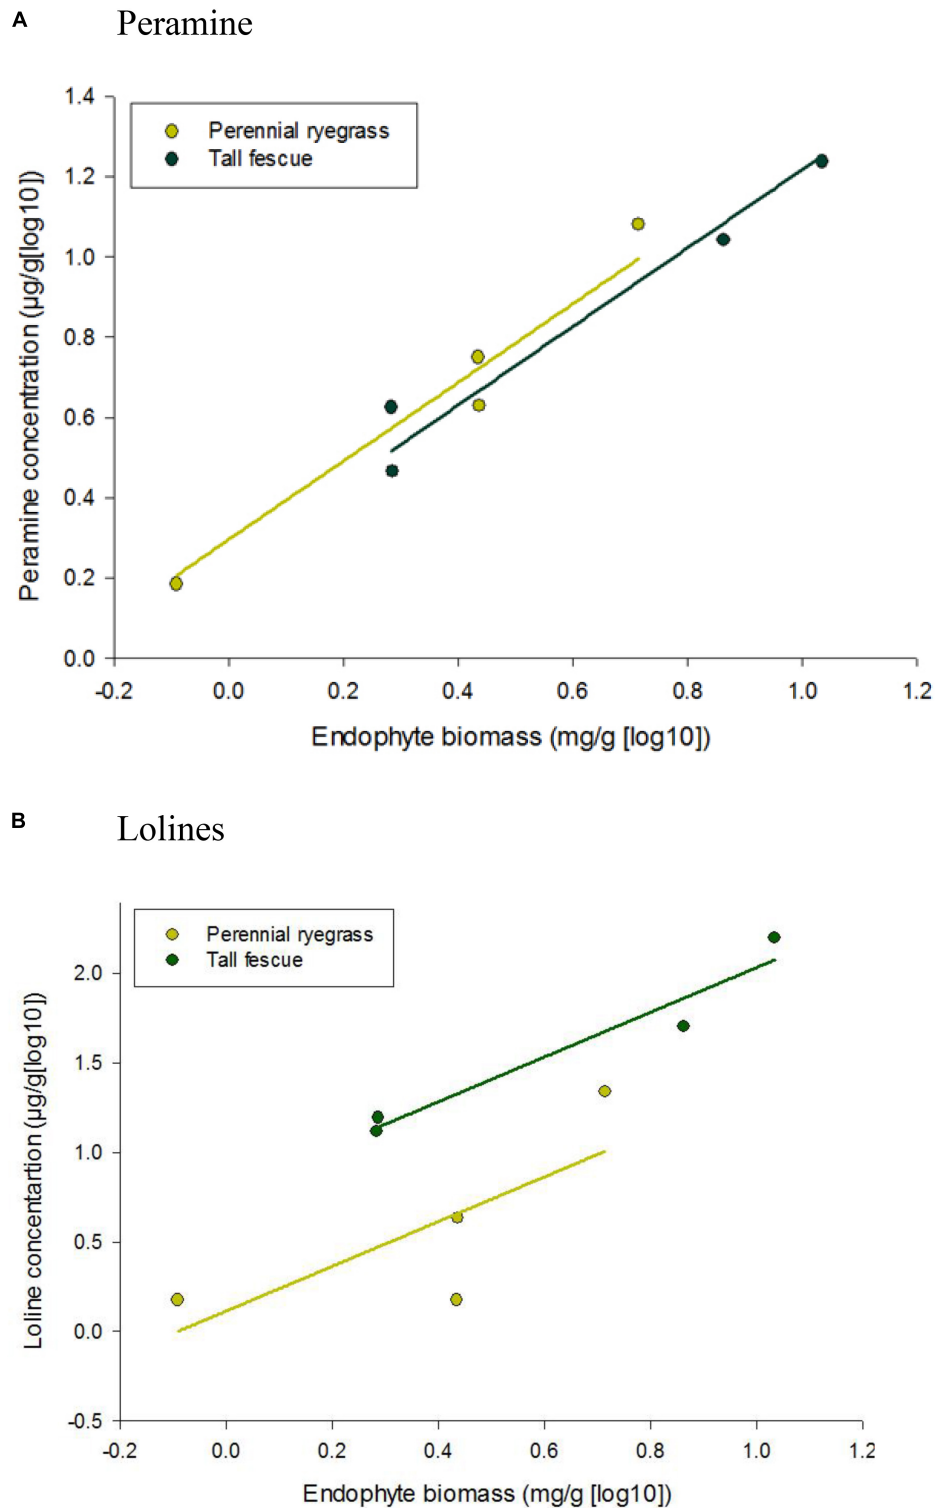 A Peramine
1.4
1.2
1.0
0.8
0.6
0.4
0.2
0.0
Peramine concentration (µg/g[log10])
Perennial ryegrass
Tall fescue
-0.2 0.0 0.2 0.4 0.6 0.8 1.0 1.2
Endophyte biomass (mg/g [log10])
B Lolines
2.0
1.5
1.0
0.5
0.0
-0.5
Loline concentartion (µg/g[log10])
Perennial ryegrass
Tall fescue
-0.2 0.0 0.2 0.4 0.6 0.8 1.0 1.2
Endophyte biomass (mg/g [log10])